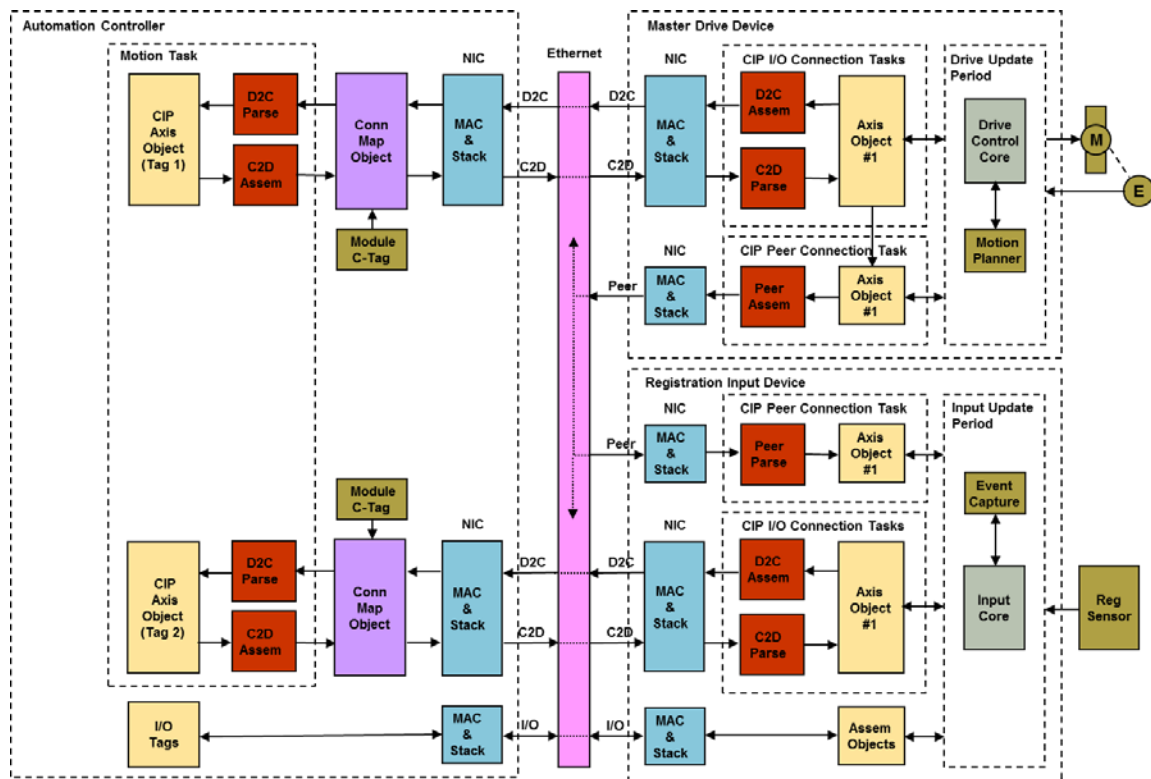 Automation Controller
Master Drive Device
Motion Task
NIC
Ethernet
NIC
CIP I/O Connection Tasks
Drive Update
Period
CIP
Axis
Object
(Tag 1)
D2C
Parse
C2D
Assem
Conn
Map
Object
MAC
&
Stack
D2C
D2C
C2D
C2D
MAC
&
Stack
D2C
Assem
C2D
Parse
Axis
Object
#1
Drive
Control
Core
M
E
Module
C-Tag
Motion
Planner
CIP Peer Connection Task
Peer
MAC
&
Stack
Peer
Assem
Axis
Object
#1
Registration Input Device
NIC
CIP Peer Connection Task
Input Update
Period
Peer
MAC
&
Stack
Peer
Parse
Axis
Object
#1
Event
Capture
Module
C-Tag
NIC
NIC
CIP I/O Connection Tasks
CIP
Axis
Object
(Tag 2)
D2C
Parse
C2D
Assem
Conn
Map
Object
MAC
&
Stack
D2C
D2C
C2D
C2D
MAC
&
Stack
D2C
Assem
C2D
Parse
Axis
Object
#1
Input
Core
Reg
Sensor
I/O
Tags
MAC
&
Stack
I/O
I/O
MAC
&
Stack
Assem
Objects